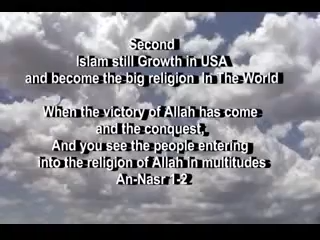 Second
Islam still Growth in USA
and become the big religion In The World
When the victory of Allah has come
and the conquest,
And you see the people entering
into the religion of Allah in multitudes
An-Nasr 1-2